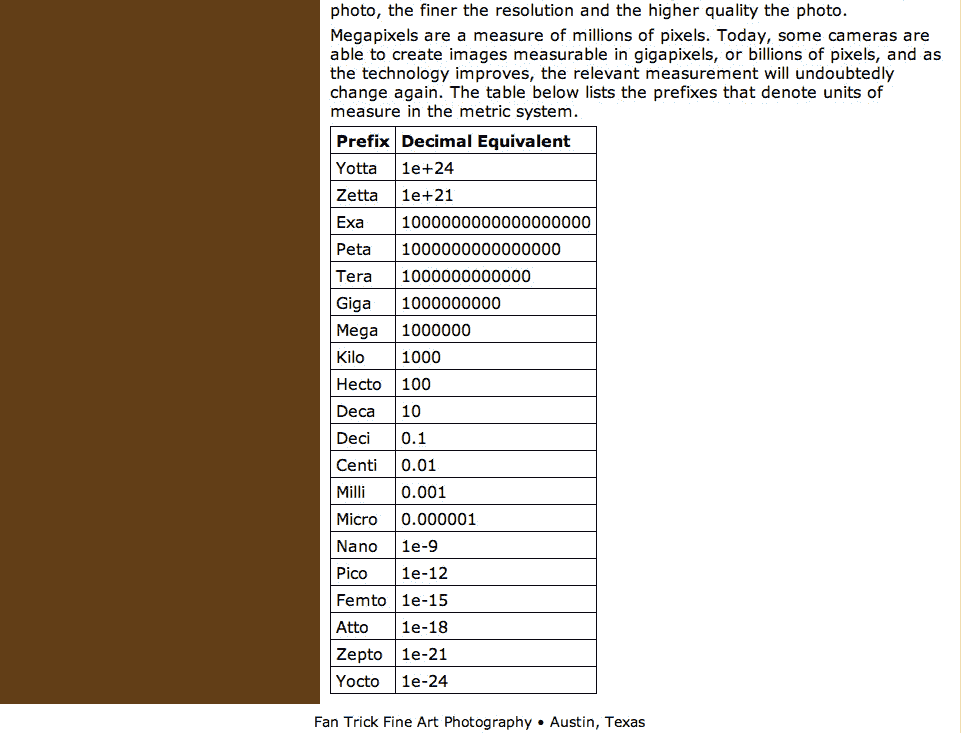 photo, the finer the resolution and the higher quality the photo.
Megapixels are a measure of millions of pixels. Today, some cameras are
able to create images measurable in gigapixels, or billions of pixels, and as
the technology improves, the relevant measurement will undoubtedly
change again. The table below lists the prefixes that denote units of
measure in the metric system.
Prefix Decimal Equivalent
Yotta 1e+24
Zetta 1e+21
Exa 1000000000000000000
Peta 1000000000000000
Tera 1000000000000
Giga 1000000000
Mega 1000000
Kilo 1000
Hecto 100
Deca 10
Deci 0.1
Centi 0.01
Milli 0.001
Micro 0.000001
Nano 1e-9
Pico 1e-12
Femto 1e-15
Atto 1e-18
Zepto 1e-21
Yocto 1e-24
Fan Trick Fine Art Photography • Austin, Texas